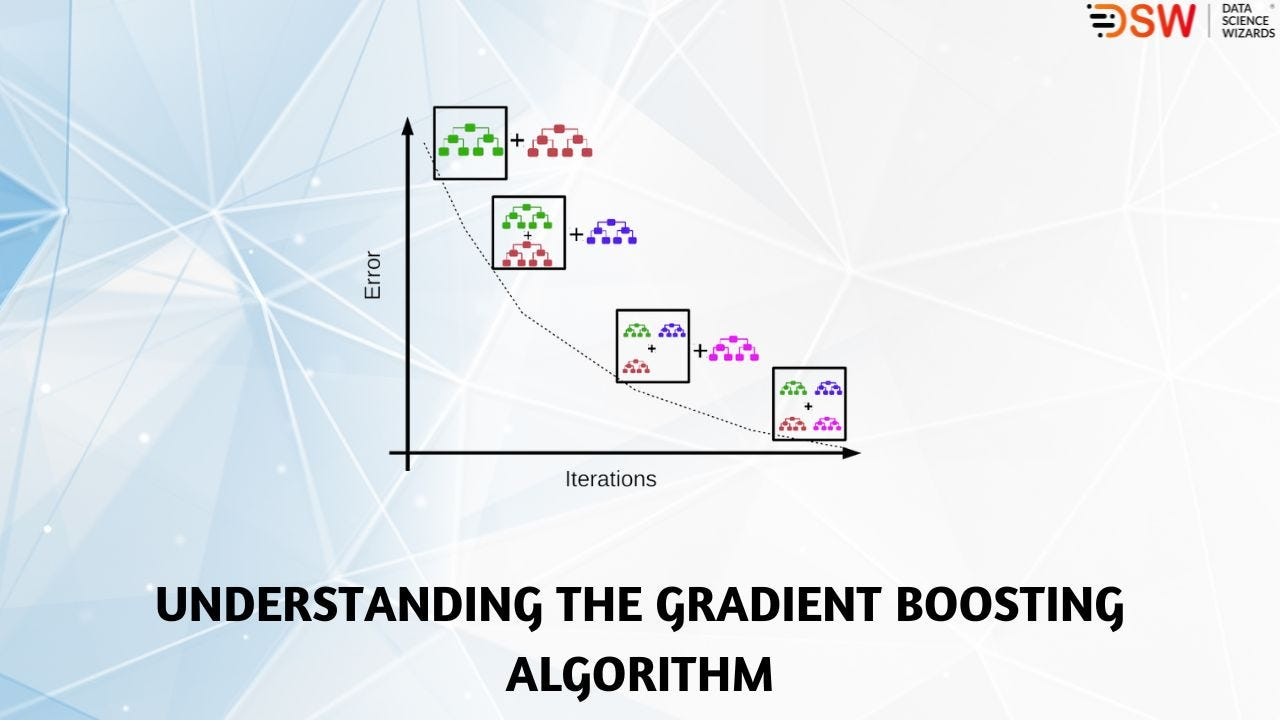 DSW
DATA
SCIENCE
WIZARDS
+
+
+
+
+
+
Error
+
Iterations
UNDERSTANDING THE GRADIENT BOOSTING
ALGORITHM